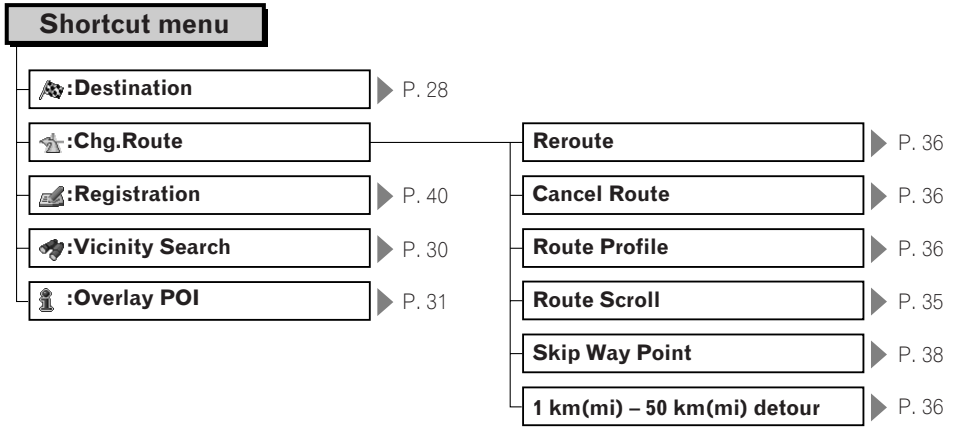 Shortcut menu
:Destination P. 28
:Chg.Route
:Registration P. 40
:Vicinity Search P. 30
:Overlay POI P. 31
Reroute P. 36
Cancel Route P. 36
Route Profile P. 36
Route Scroll P. 35
Skip Way Point P. 38
1 km(mi) – 50 km(mi) detour P. 36